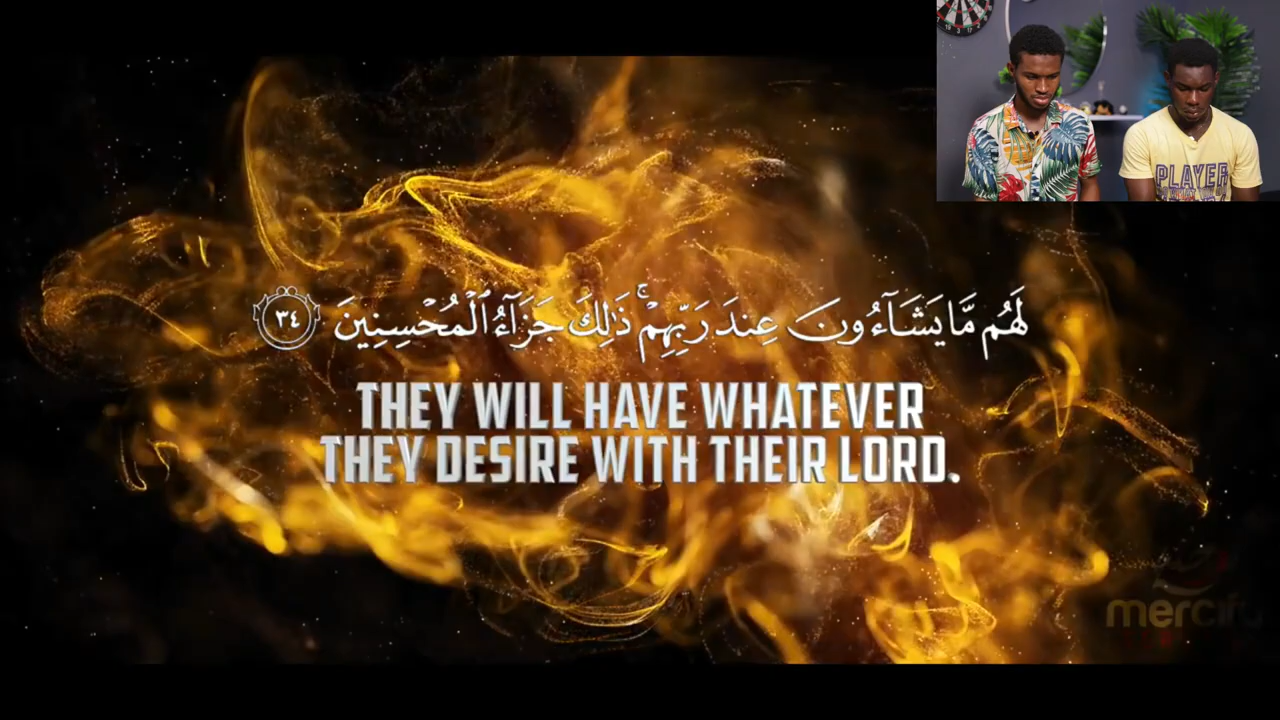 لَهُم مَّا يَشَآءُونَ عِندَ رَبِّهِمْ ۚ ذَٰلِكَ جَزَآءُ ٱلْمُحْسِنِينَ ٣٤
THEY WILL HAVE WHATEVER
THEY DESIRE WITH THEIR LORD.
PLAYER